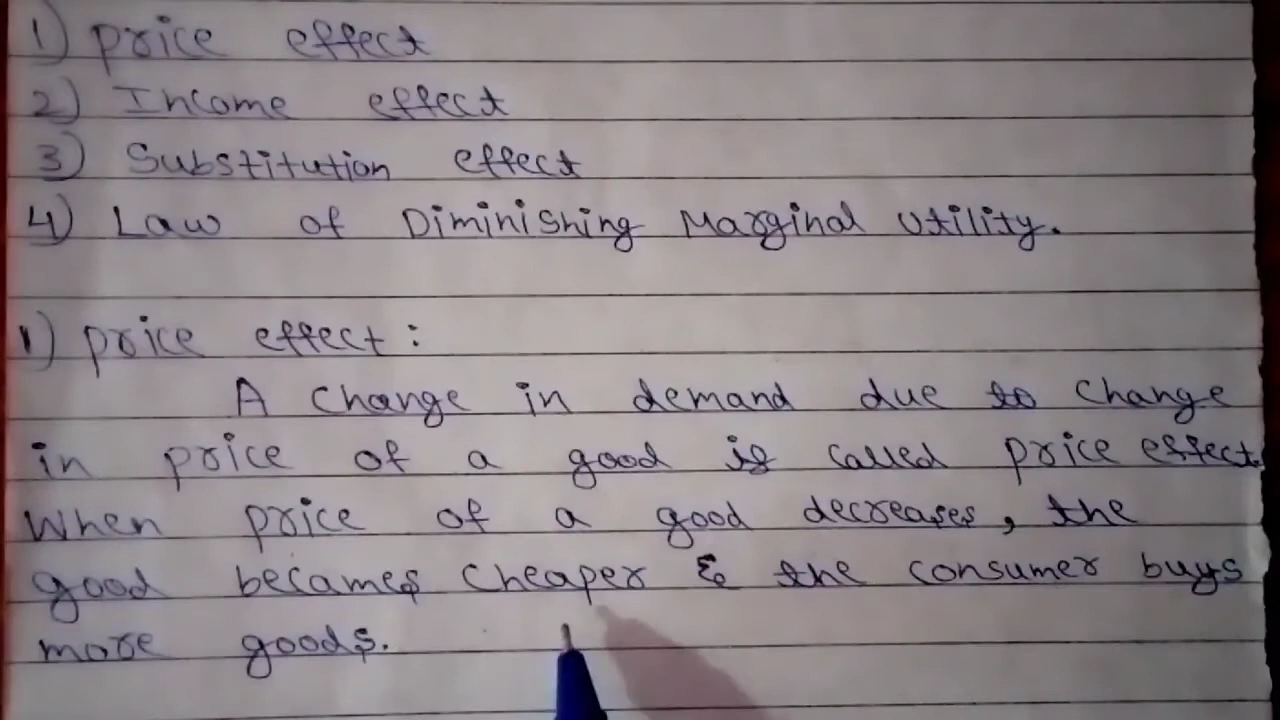 1) price effect
2) Income effect
3) Substitution effect
4) Law of Diminishing Marginal Utility.
1) price effect:
A change in demand due to change
in price of a good is called price effect.
When price of a good decreases, the
good becames cheaper & the consumer buys
more goods.